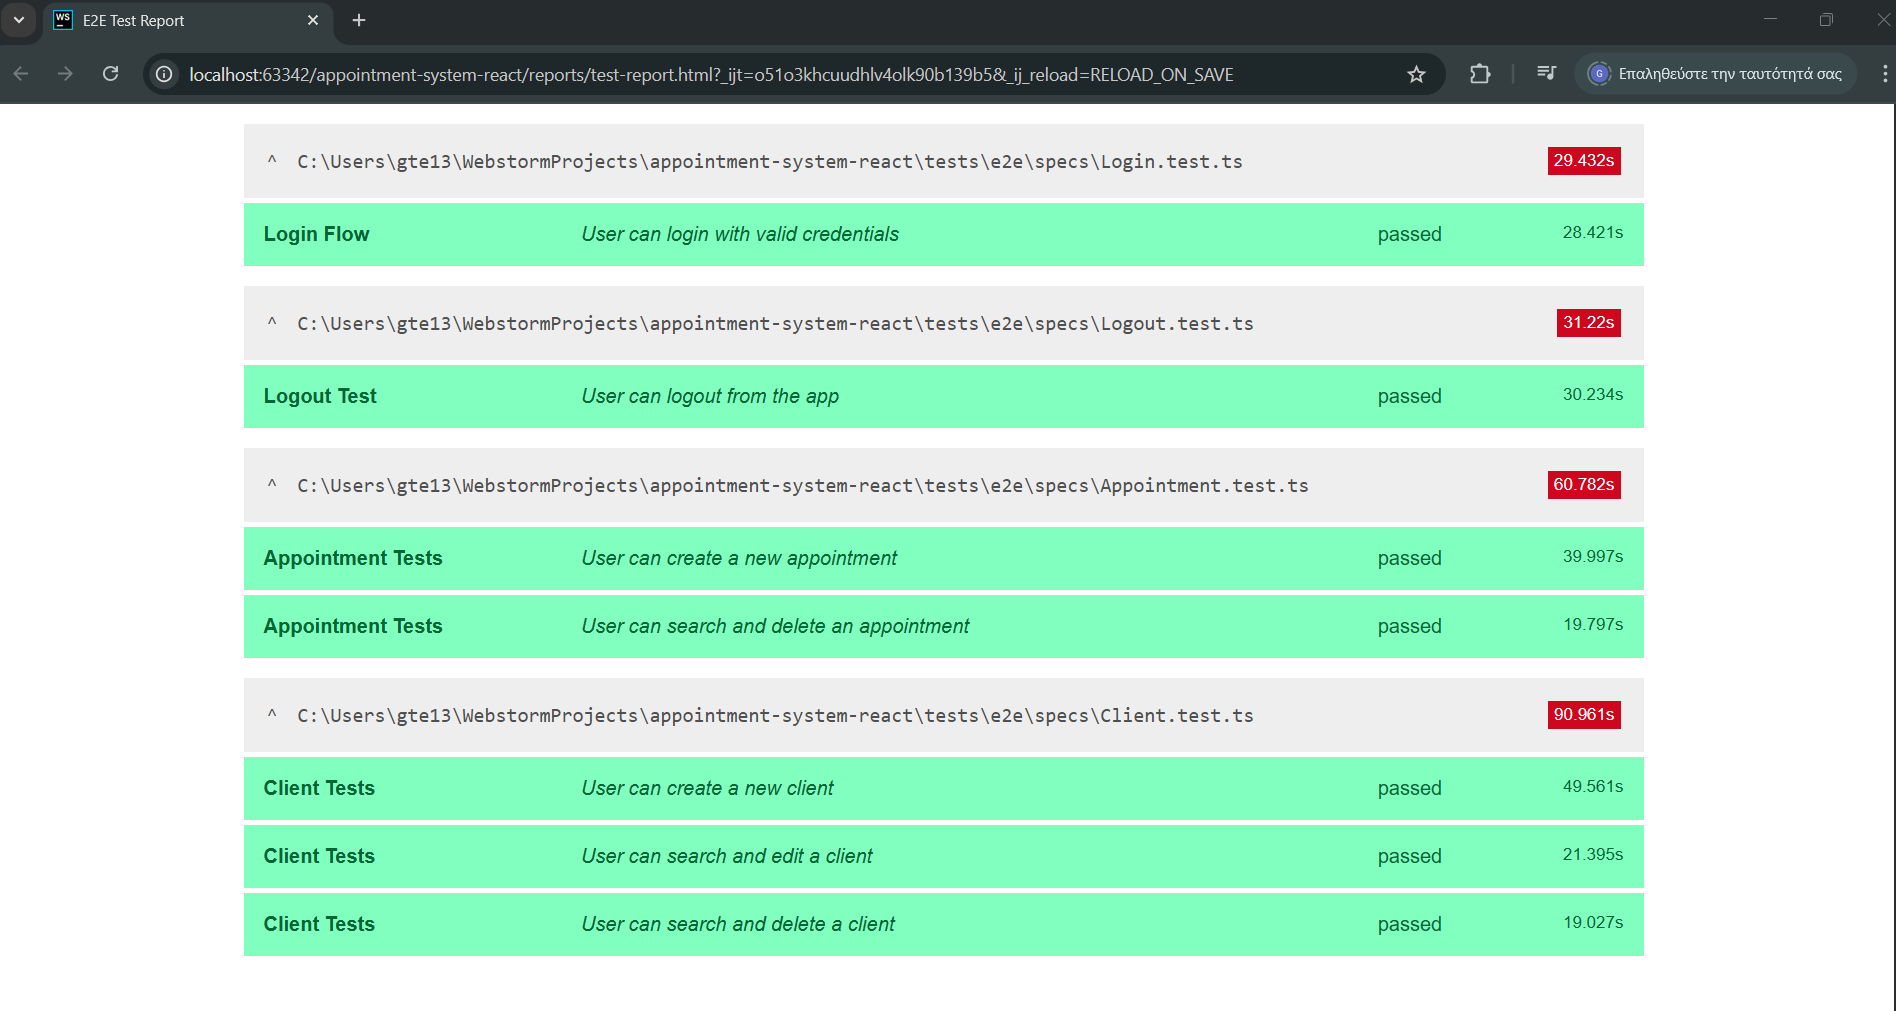 WS E2E Test Report
localhost:63342/appointment-system-react/reports/test-report.html?_ijt=o51o3khcuudhlv4olk90b139b5&_ij_reload=RELOAD_ON_SAVE G Επαληθεύστε την ταυτότητά σας
^ C:\Users\gte13\WebstormProjects\appointment-system-react\tests\e2e\specs\Login.test.ts 29.432s
Login Flow User can login with valid credentials passed 28.421s
^ C:\Users\gte13\WebstormProjects\appointment-system-react\tests\e2e\specs\Logout.test.ts 31.22s
Logout Test User can logout from the app passed 30.234s
^ C:\Users\gte13\WebstormProjects\appointment-system-react\tests\e2e\specs\Appointment.test.ts 60.782s
Appointment Tests User can create a new appointment passed 39.997s
Appointment Tests User can search and delete an appointment passed 19.797s
^ C:\Users\gte13\WebstormProjects\appointment-system-react\tests\e2e\specs\Client.test.ts 90.961s
Client Tests User can create a new client passed 49.561s
Client Tests User can search and edit a client passed 21.395s
Client Tests User can search and delete a client passed 19.027s